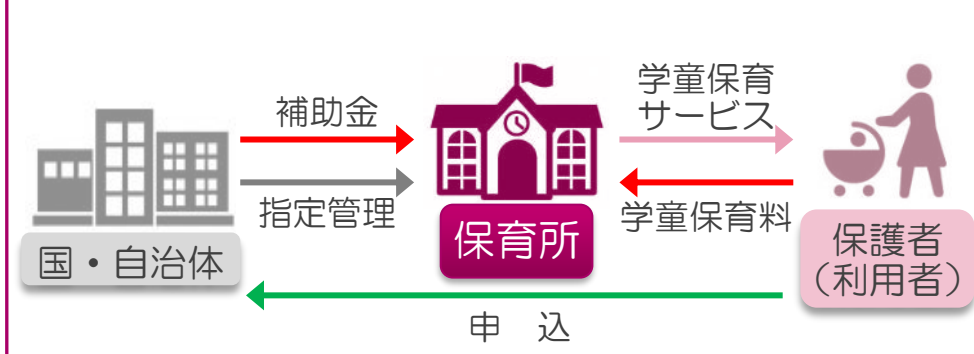 補助金
指定管理
国・自治体
保育所
学童保育
サービス
学童保育料
保護者
（利用者）
申　込